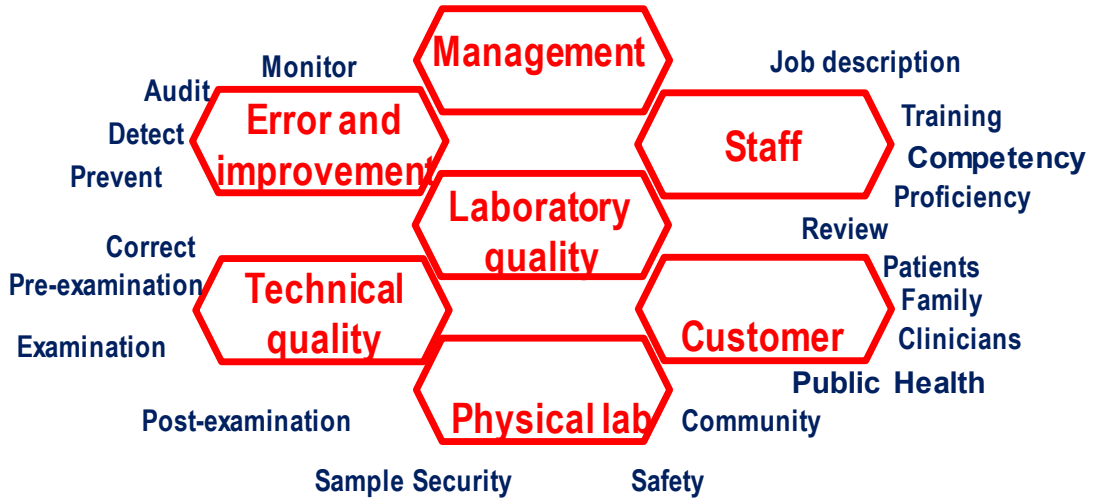 Management
Monitor
Job description
Audit
Error and
improvement
Detect
Prevent
Staff
Training
Competency
Proficiency
Review
Laboratory
quality
Correct
Pre-examination
Examination
Technical
quality
Post-examination
Patients
Family
Clinicians
Customer
Public Health
Community
Physical lab
Sample Security
Safety